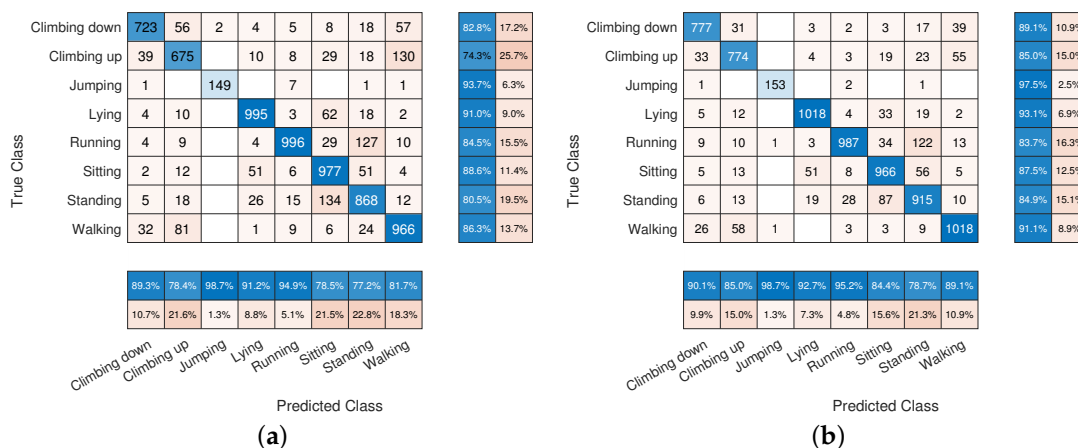 Climbing down 723 56 2 4 5 8 18 57 82.8% 17.2%
Climbing up 39 675 10 8 29 18 130 74.3% 25.7%
Jumping 1 149 7 1 1 93.7% 6.3%
Lying 4 10 995 3 62 18 2 91.0% 9.0%
Running 4 9 4 996 29 127 10 84.5% 15.5%
Sitting 2 12 51 6 977 51 4 88.6% 11.4%
Standing 5 18 26 15 134 868 12 80.5% 19.5%
Walking 32 81 1 9 6 24 966 86.3% 13.7%
True Class
89.3% 78.4% 98.7% 91.2% 94.9% 78.5% 77.2% 81.7%
10.7% 21.6% 1.3% 8.8% 5.1% 21.5% 22.8% 18.3%
Climbing down Climbing up Jumping Lying Running Sitting Standing Walking
Predicted Class
(a)
Climbing down 777 31 3 2 3 17 39 89.1% 10.9%
Climbing up 33 774 4 3 19 23 55 85.0% 15.0%
Jumping 1 153 2 1 97.5% 2.5%
Lying 5 12 1018 4 33 19 2 93.1% 6.9%
Running 9 10 1 3 987 34 122 13 83.7% 16.3%
Sitting 5 13 51 8 966 56 5 87.5% 12.5%
Standing 6 13 19 28 87 915 10 84.9% 15.1%
Walking 26 58 1 3 3 9 1018 91.1% 8.9%
True Class
90.1% 85.0% 98.7% 92.7% 95.2% 84.4% 78.7% 89.1%
9.9% 15.0% 1.3% 7.3% 4.8% 15.6% 21.3% 10.9%
Climbing down Climbing up Jumping Lying Running Sitting Standing Walking
Predicted Class
(b)